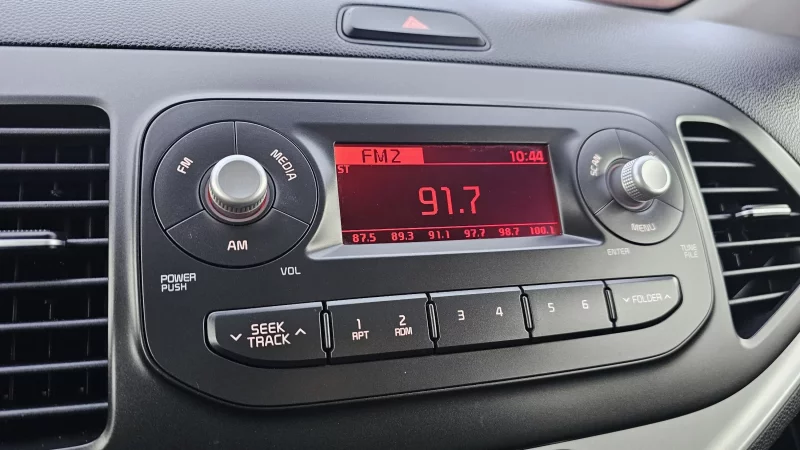 FM2 10:44
ST
91.7
87.5 89.3 91.1 97.7 98.7 100.1
FM
MEDIA
AM
POWER
PUSH
VOL
SCAN
MENU
ENTER
TUNE
FILE
SEEK
TRACK
1
RPT
2
RDM
3 4
5 6
FOLDER